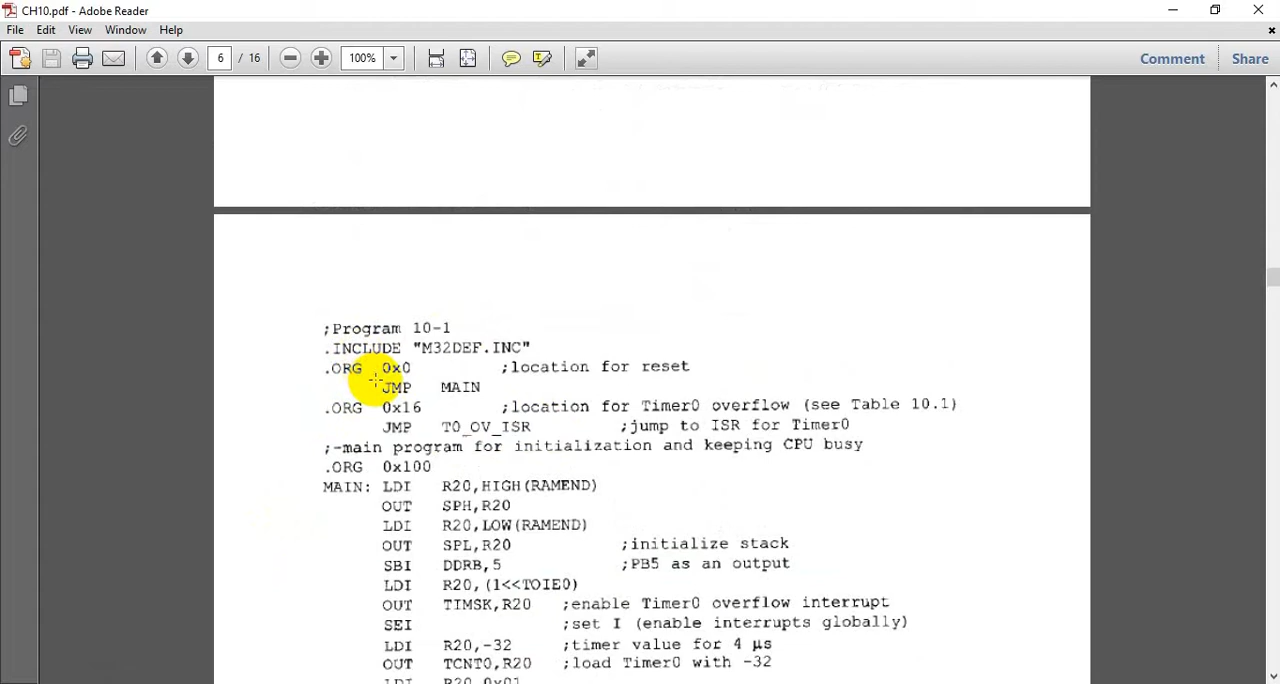 CH10.pdf - Adobe Reader
File Edit View Window Help
6 / 16 100% Comment Share
;Program 10-1
.INCLUDE "M32DEF.INC"
.ORG 0x0 ;location for reset
JMP MAIN
.ORG 0x16 ;location for Timer0 overflow (see Table 10.1)
JMP T0_OV_ISR ;jump to ISR for Timer0
;-main program for initialization and keeping CPU busy
.ORG 0x100
MAIN: LDI R20,HIGH(RAMEND)
OUT SPH,R20
LDI R20,LOW(RAMEND)
OUT SPL,R20 ;initialize stack
SBI DDRB,5 ;PB5 as an output
LDI R20,(1<<TOIE0)
OUT TIMSK,R20 ;enable Timer0 overflow interrupt
SEI ;set I (enable interrupts globally)
LDI R20,-32 ;timer value for 4 µs
OUT TCNT0,R20 ;load Timer0 with -32
LDI R20,0x01